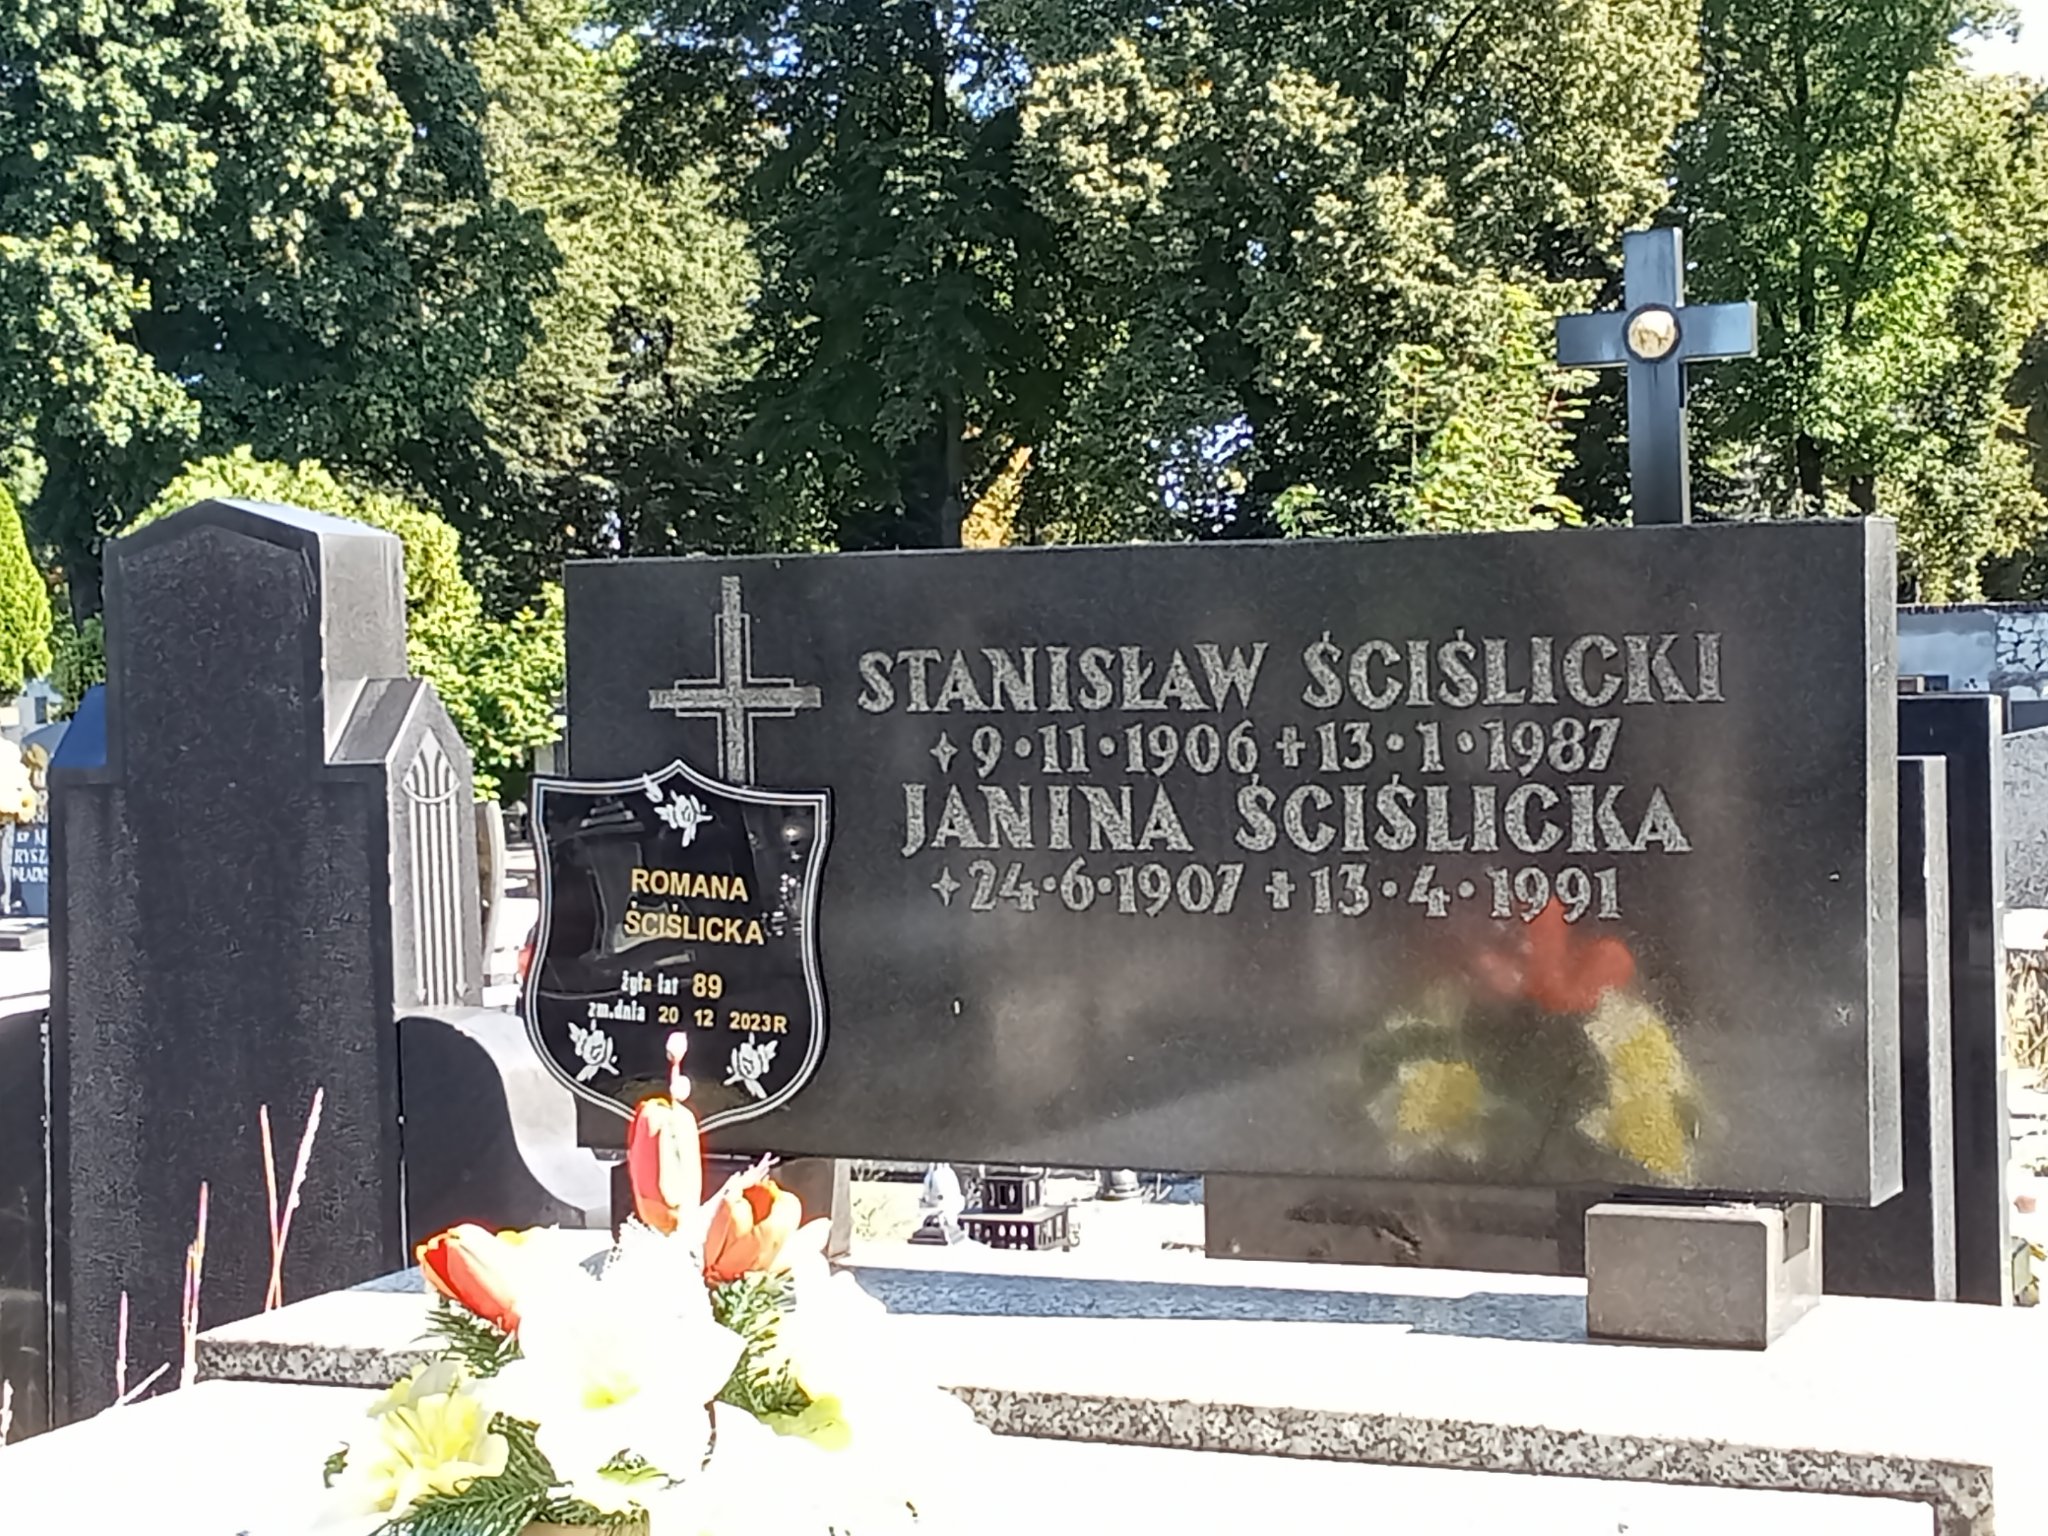 STANISŁAW ŚCIŚLICKI
✦ 9·11·1906 ✝ 13·1·1987
JANINA ŚCIŚLICKA
✦ 24·6·1907 ✝ 13·4·1991
ROMANA
ŚCIŚLICKA
żyła lat 89
zm.dnia 20 12 2023R